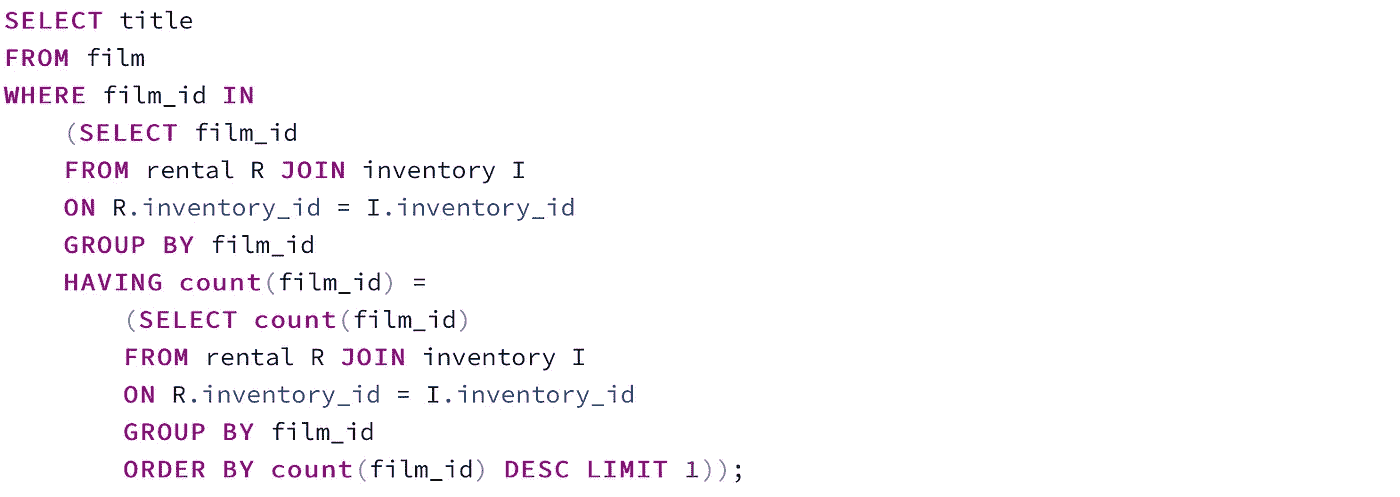 SELECT title
FROM film
WHERE film_id IN
(SELECT film_id
FROM rental R JOIN inventory I
ON R.inventory_id = I.inventory_id
GROUP BY film_id
HAVING count(film_id) =
(SELECT count(film_id)
FROM rental R JOIN inventory I
ON R.inventory_id = I.inventory_id
GROUP BY film_id
ORDER BY count(film_id) DESC LIMIT 1));